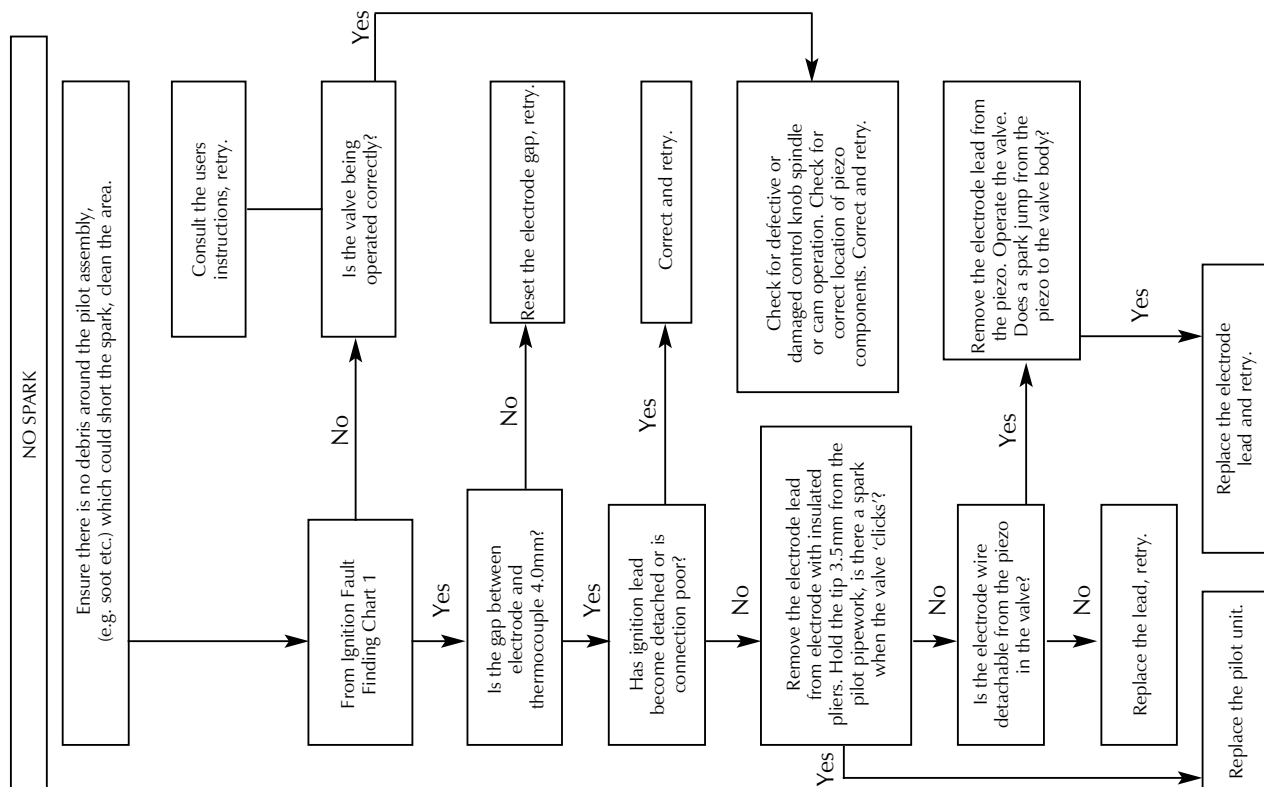 NO SPARK
Ensure there is no debris around the pilot assembly,
(e.g. soot etc.) which could short the spark, clean the area.
Consult the users
instructions, retry.
From Ignition Fault
Finding Chart 1
No
Is the valve being
operated correctly?
Yes
Yes
Is the gap between
electrode and
thermocouple 4.0mm?
No
Reset the electrode gap, retry.
Yes
Has ignition lead
become detached or is
connection poor?
Yes
Correct and retry.
No
Check for defective or
damaged control knob spindle
or cam operation. Check for
correct location of piezo
components. Correct and retry.
Remove the electrode lead
from electrode with insulated
pliers. Hold the tip 3.5mm from the
pilot pipework, is there a spark
when the valve ‘clicks’?
Yes
No
Is the electrode wire
detachable from the piezo
in the valve?
Yes
Remove the electrode lead from
the piezo. Operate the valve.
Does a spark jump from the
piezo to the valve body?
No
Yes
Replace the lead, retry.
Replace the pilot unit.
Replace the electrode
lead and retry.